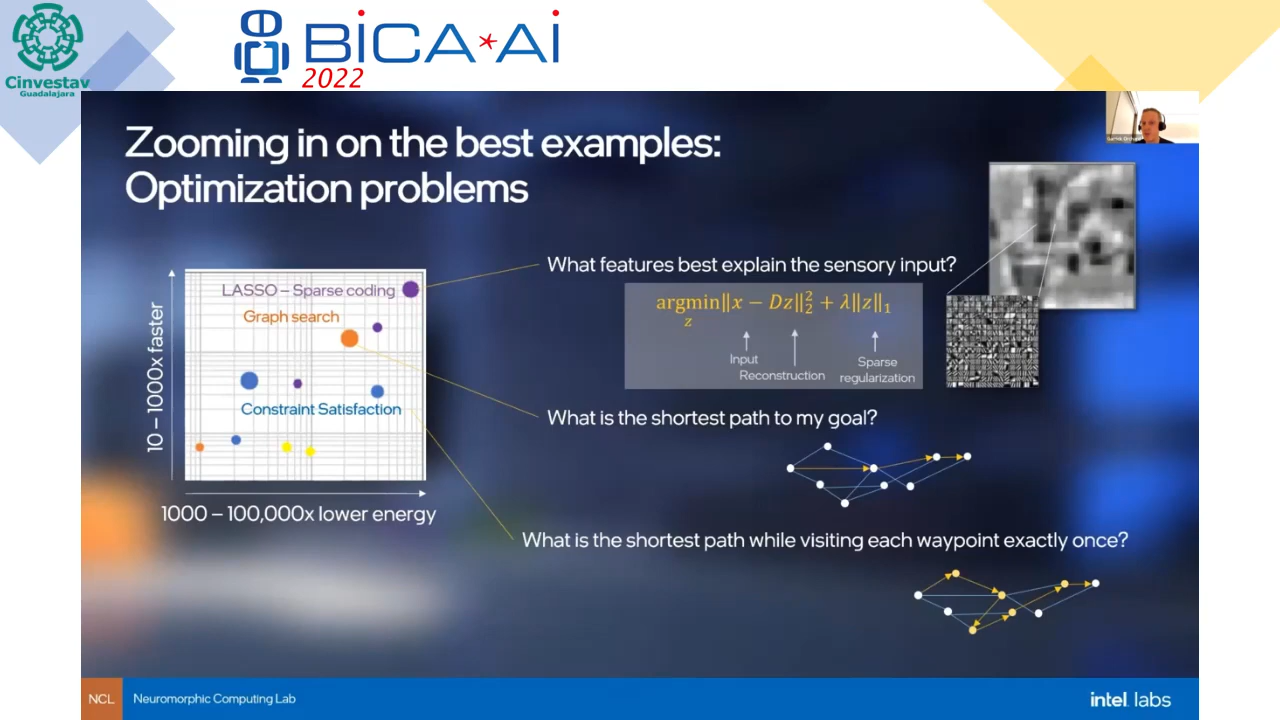 Cinvestav
Guadalajara
BiCA*Ai
2022
Zooming in on the best examples:
Optimization problems
What features best explain the sensory input?
argmin‖x − Dz‖₂² + λ‖z‖₁
z
Input
Reconstruction
Sparse
regularization
LASSO – Sparse coding
Graph search
Constraint Satisfaction
10 – 1000x faster
1000 – 100,000x lower energy
What is the shortest path to my goal?
What is the shortest path while visiting each waypoint exactly once?
NCL
Neuromorphic Computing Lab
intel labs